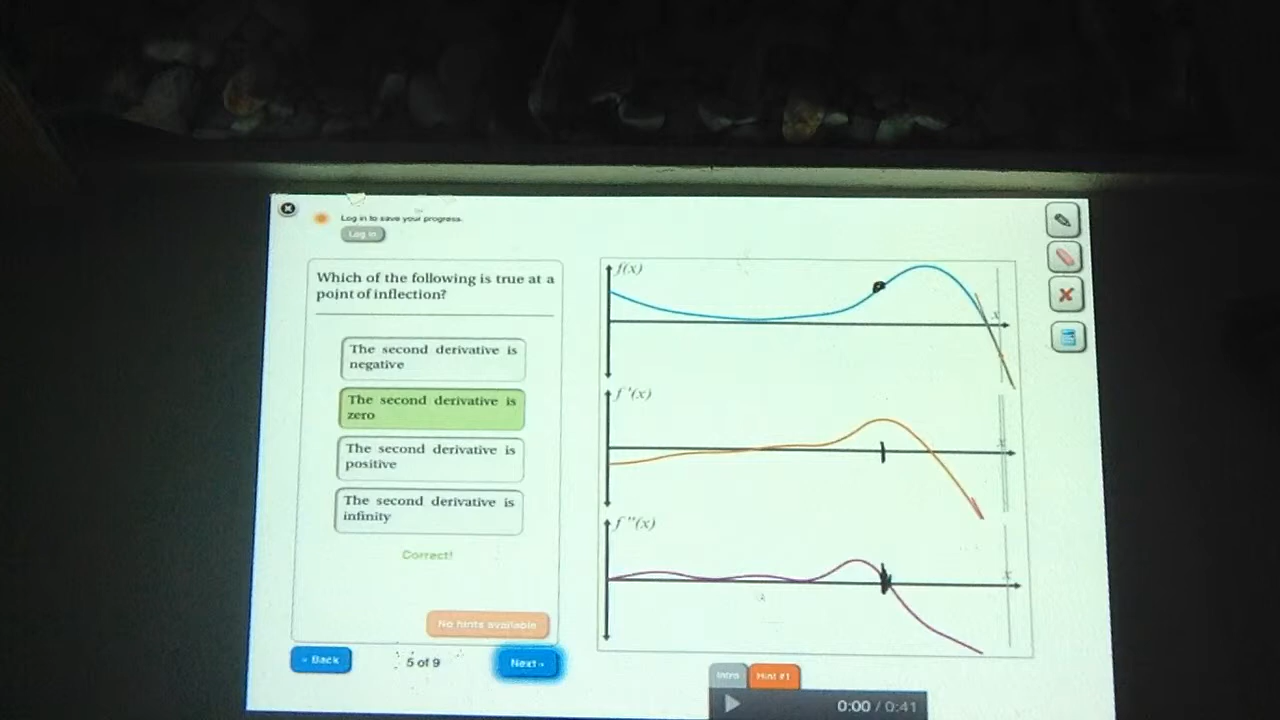 Log in to save your progress.
Log in
Which of the following is true at a
point of inflection?
The second derivative is
negative
The second derivative is
zero
The second derivative is
positive
The second derivative is
infinity
Correct!
No hints available
« Back
5 of 9
Next »
f(x)
x
f'(x)
x
f''(x)
x
Intro
Hint #1
0:00 / 0:41